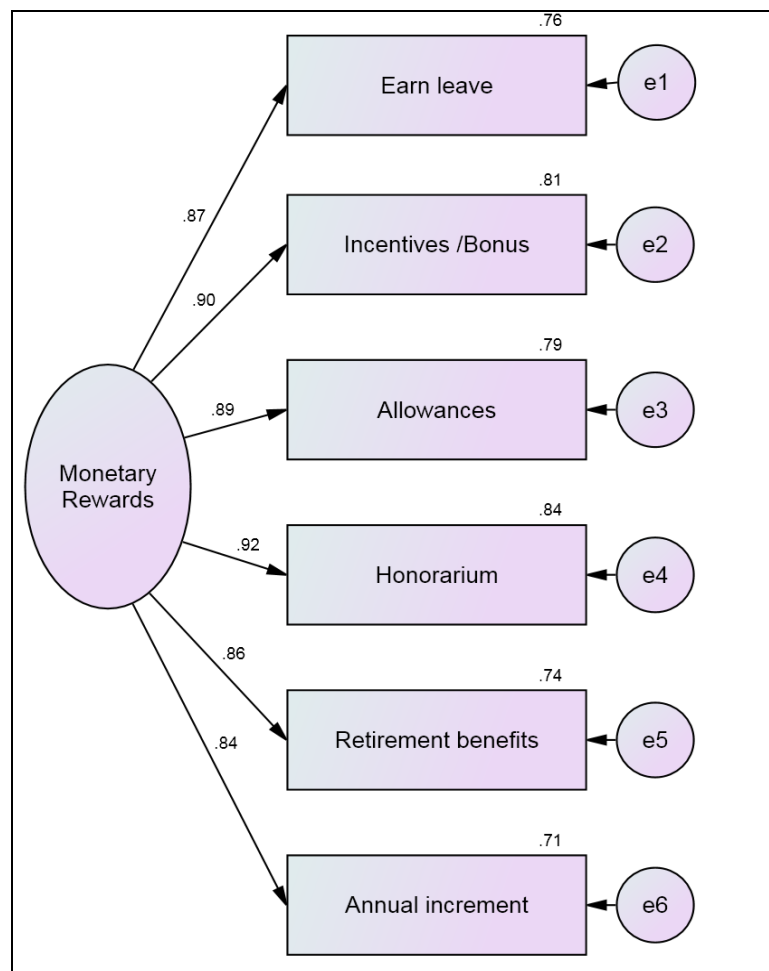 .76
Earn leave
e1
.87
.81
Incentives /Bonus
e2
.90
.79
Allowances
e3
.89
Monetary
Rewards
.84
Honorarium
e4
.92
.86
.74
Retirement benefits
e5
.84
.71
Annual increment
e6